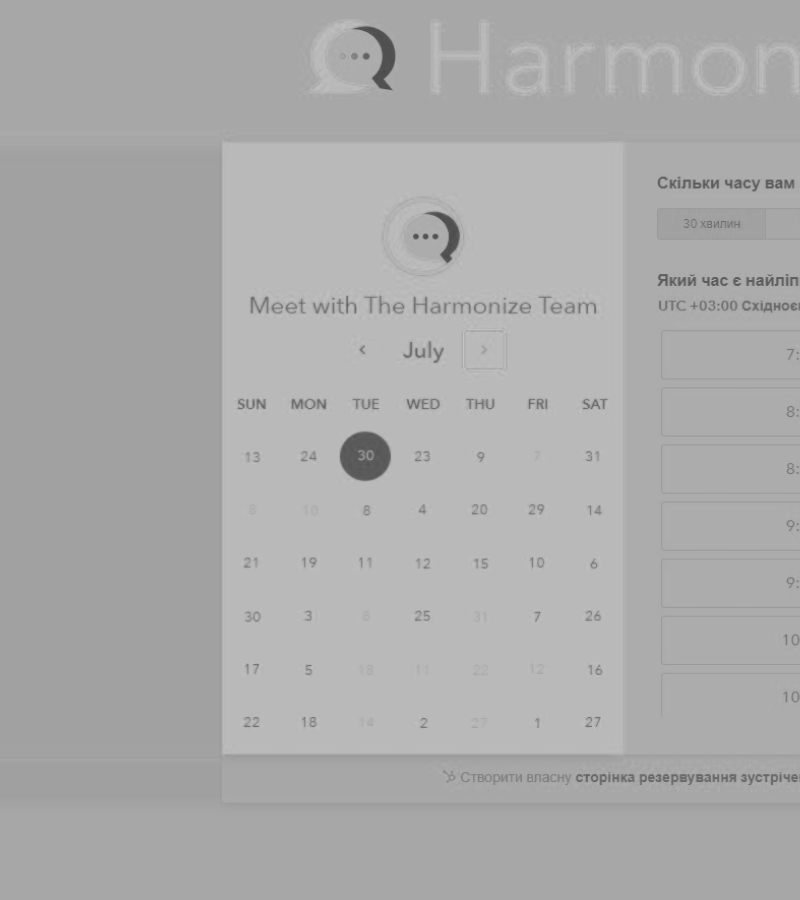 Harmon
Meet with The Harmonize Team
July
SUN MON TUE WED THU FRI SAT
13 24 30 23 9 7 31
8 10 8 4 20 29 14
21 19 11 12 15 10 6
30 3 8 25 31 7 26
17 5 18 11 22 12 16
22 18 14 2 27 1 27
Скільки часу вам
30 хвилин
Який час є найліп
UTC +03:00 Східноє
7:
8:
8:
9:
9:
10
10
Створити власну сторінка резервування зустріче